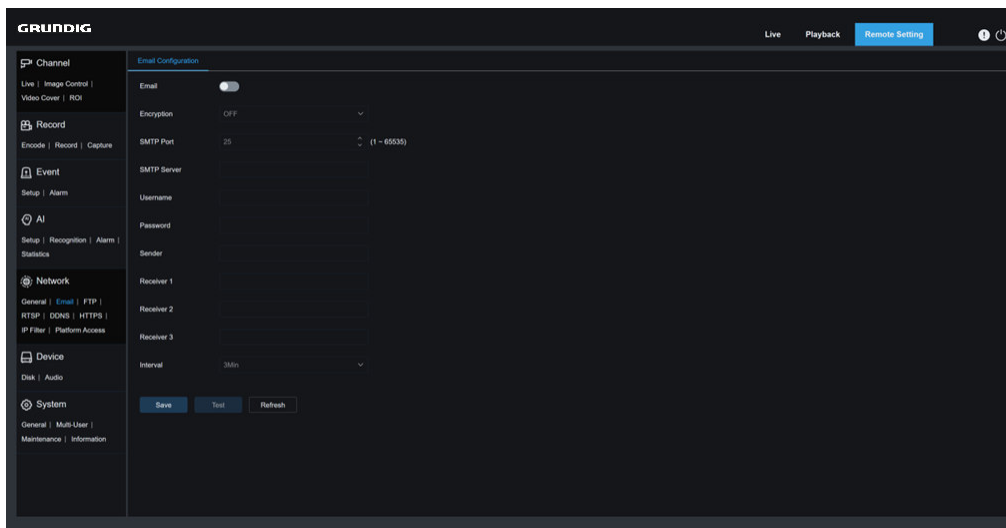 GRUNDIG
Live Playback Remote Setting
Channel
Live | Image Control |
Video Cover | ROI
Record
Encode | Record | Capture
Event
Setup | Alarm
AI
Setup | Recognition | Alarm |
Statistics
Network
General | Email | FTP |
RTSP | DDNS | HTTPS |
IP Filter | Platform Access
Device
Disk | Audio
System
General | Multi-User |
Maintenance | Information
Email Configuration
Email
Encryption OFF
SMTP Port 25 (1 ~ 65535)
SMTP Server
Username
Password
Sender
Receiver 1
Receiver 2
Receiver 3
Interval 3Min
Save Test Refresh